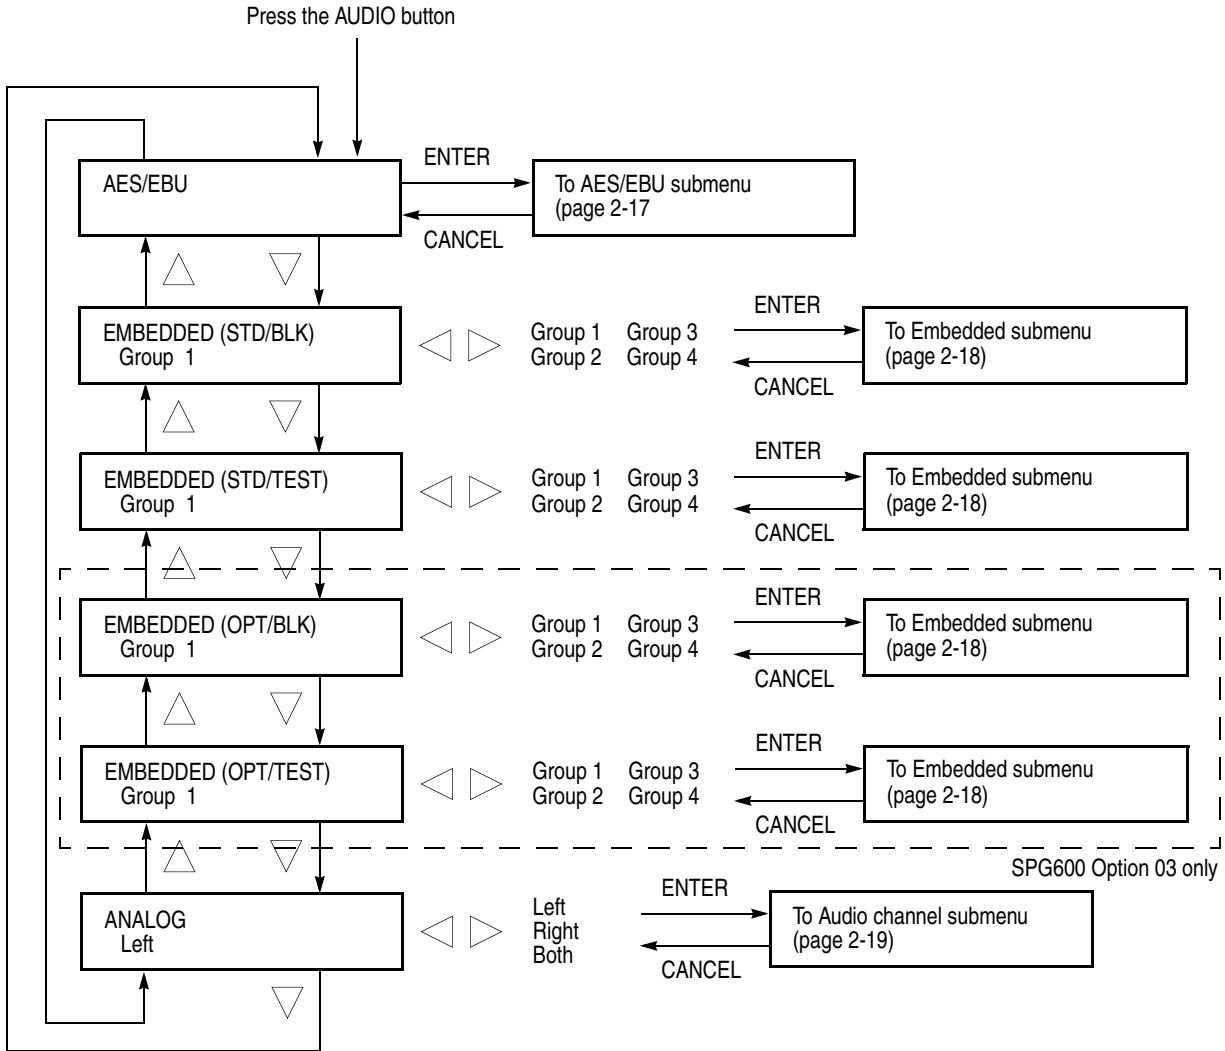 Press the AUDIO button
AES/EBU
ENTER
CANCEL
To AES/EBU submenu
(page 2-17
EMBEDDED (STD/BLK)
Group 1
Group 1 Group 3
Group 2 Group 4
ENTER
CANCEL
To Embedded submenu
(page 2-18)
EMBEDDED (STD/TEST)
Group 1
Group 1 Group 3
Group 2 Group 4
ENTER
CANCEL
To Embedded submenu
(page 2-18)
EMBEDDED (OPT/BLK)
Group 1
Group 1 Group 3
Group 2 Group 4
ENTER
CANCEL
To Embedded submenu
(page 2-18)
EMBEDDED (OPT/TEST)
Group 1
Group 1 Group 3
Group 2 Group 4
ENTER
CANCEL
To Embedded submenu
(page 2-18)
SPG600 Option 03 only
ANALOG
Left
Left
Right
Both
ENTER
CANCEL
To Audio channel submenu
(page 2-19)